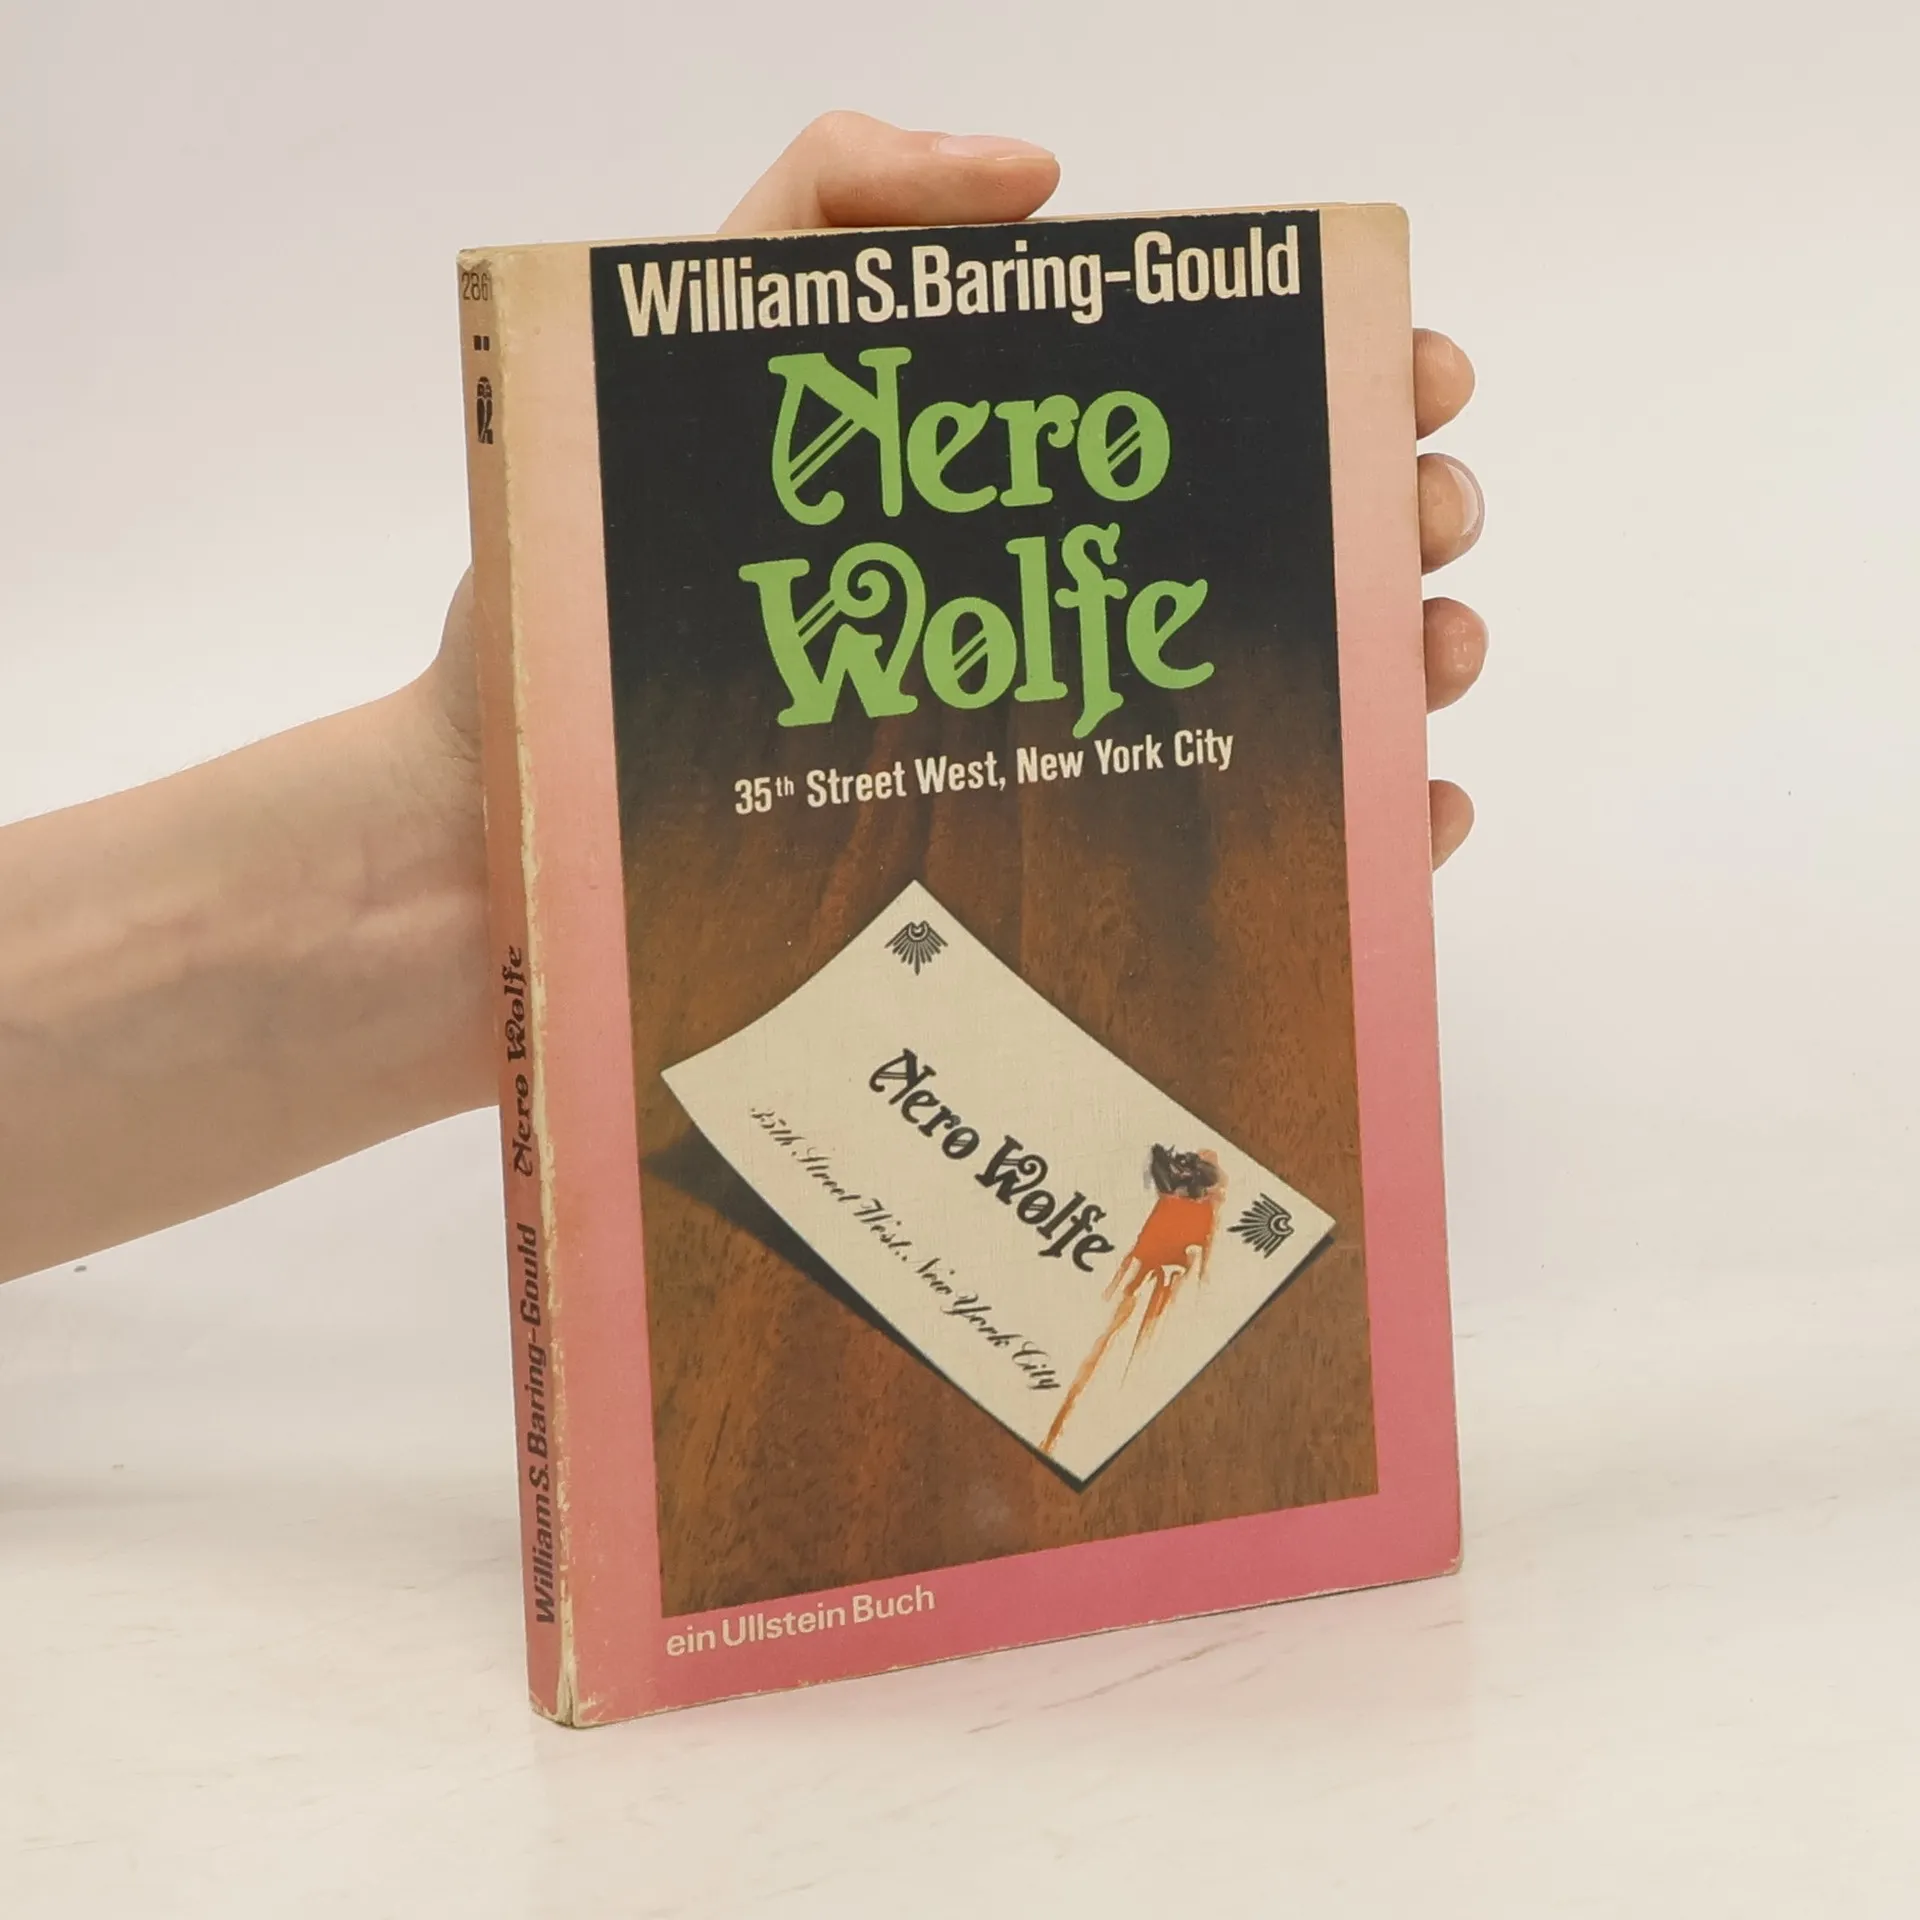 William S. Baring-Gould
Nero
Wolfe
35th Street West, New York City
Nero Wolfe
35th Street West, New York City
ein Ullstein Buch
William S. Baring-Gould Nero Wolfe